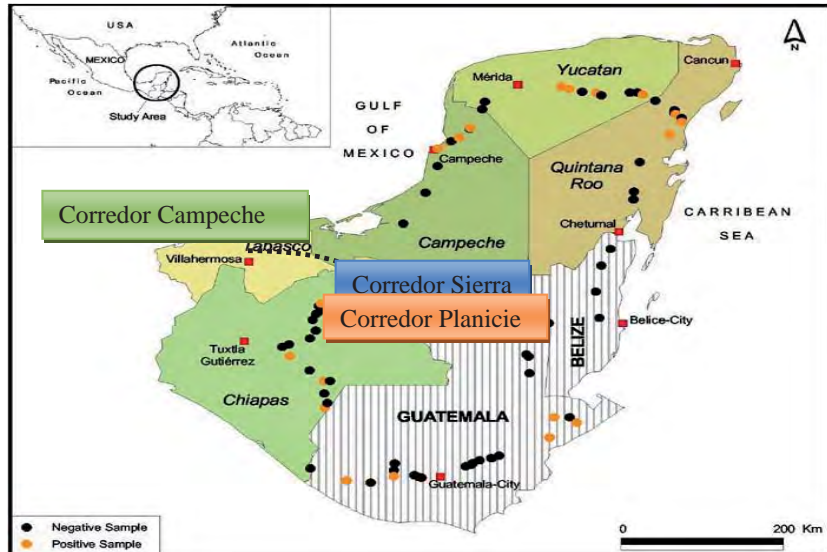 USA
Atlantic
Ocean
MEXICO
Pacific
Ocean
Study Area
N
Cancun
Mérida
Yucatan
GULF
OF
MEXICO
Campeche
Quintana
Roo
CARRIBEAN
SEA
Chetumal
Corredor Campeche
Campeche
Tabasco
Villahermosa
Corredor Sierra
Corredor Planicie
Belice-City
BELIZE
Tuxtla
Gutiérrez
Chiapas
GUATEMALA
Guatemala-City
Negative Sample
Positive Sample
0 200 Km